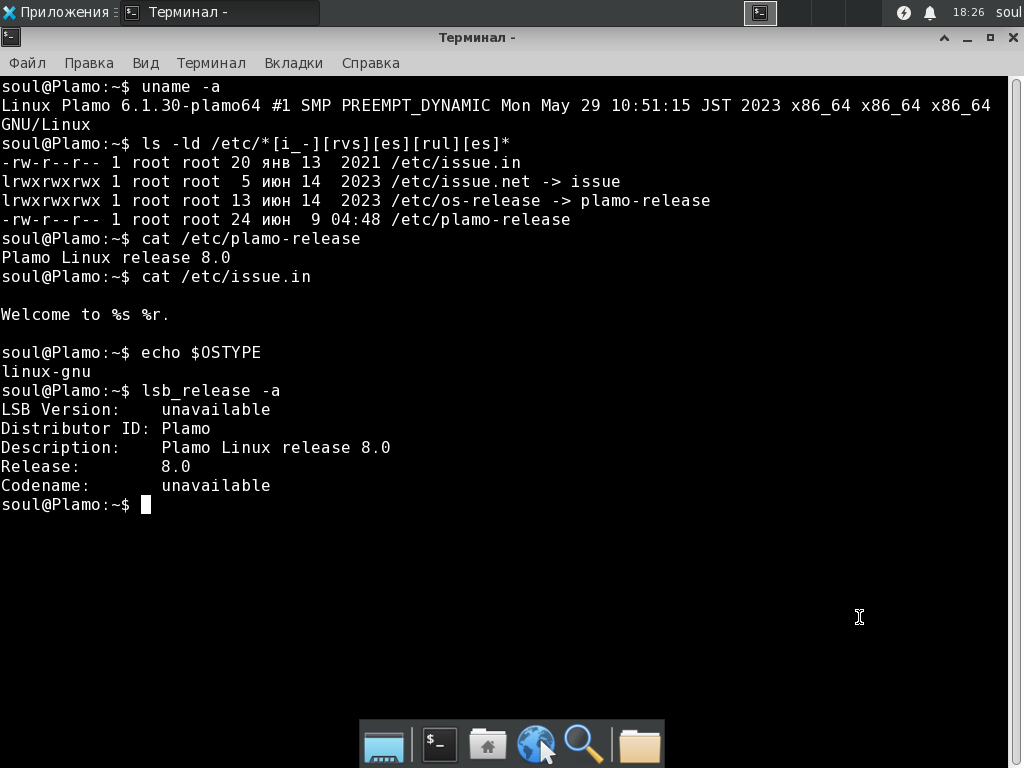 Приложения Терминал - 18:26 soul
Терминал -
Файл Правка Вид Терминал Вкладки Справка
soul@Plamo:~$ uname -a
Linux Plamo 6.1.30-plamo64 #1 SMP PREEMPT_DYNAMIC Mon May 29 10:51:15 JST 2023 x86_64 x86_64 x86_64
GNU/Linux
soul@Plamo:~$ ls -ld /etc/*[i_-][rvs][es][rul][es]*
-rw-r--r-- 1 root root 20 янв 13  2021 /etc/issue.in
lrwxrwxrwx 1 root root  5 июн 14  2023 /etc/issue.net -> issue
lrwxrwxrwx 1 root root 13 июн 14  2023 /etc/os-release -> plamo-release
-rw-r--r-- 1 root root 24 июн  9 04:48 /etc/plamo-release
soul@Plamo:~$ cat /etc/plamo-release
Plamo Linux release 8.0
soul@Plamo:~$ cat /etc/issue.in
Welcome to %s %r.
soul@Plamo:~$ echo $OSTYPE
linux-gnu
soul@Plamo:~$ lsb_release -a
LSB Version:    unavailable
Distributor ID: Plamo
Description:    Plamo Linux release 8.0
Release:        8.0
Codename:       unavailable
soul@Plamo:~$
$_